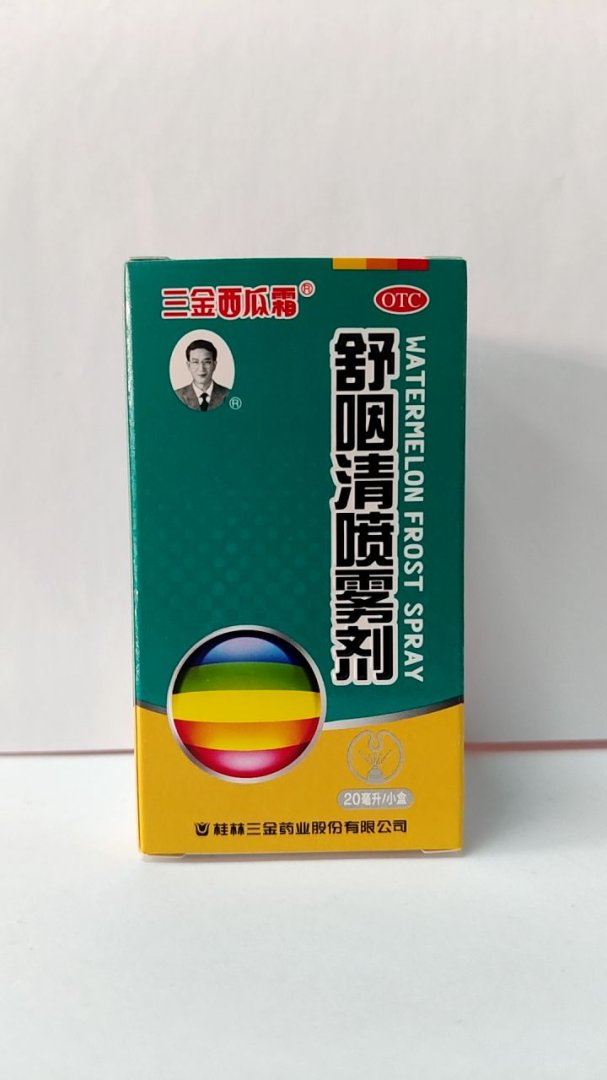 三金西瓜霜®
OTC
®
舒咽清喷雾剂
WATERMELON FROST SPRAY
20毫升/小盒
桂林三金药业股份有限公司